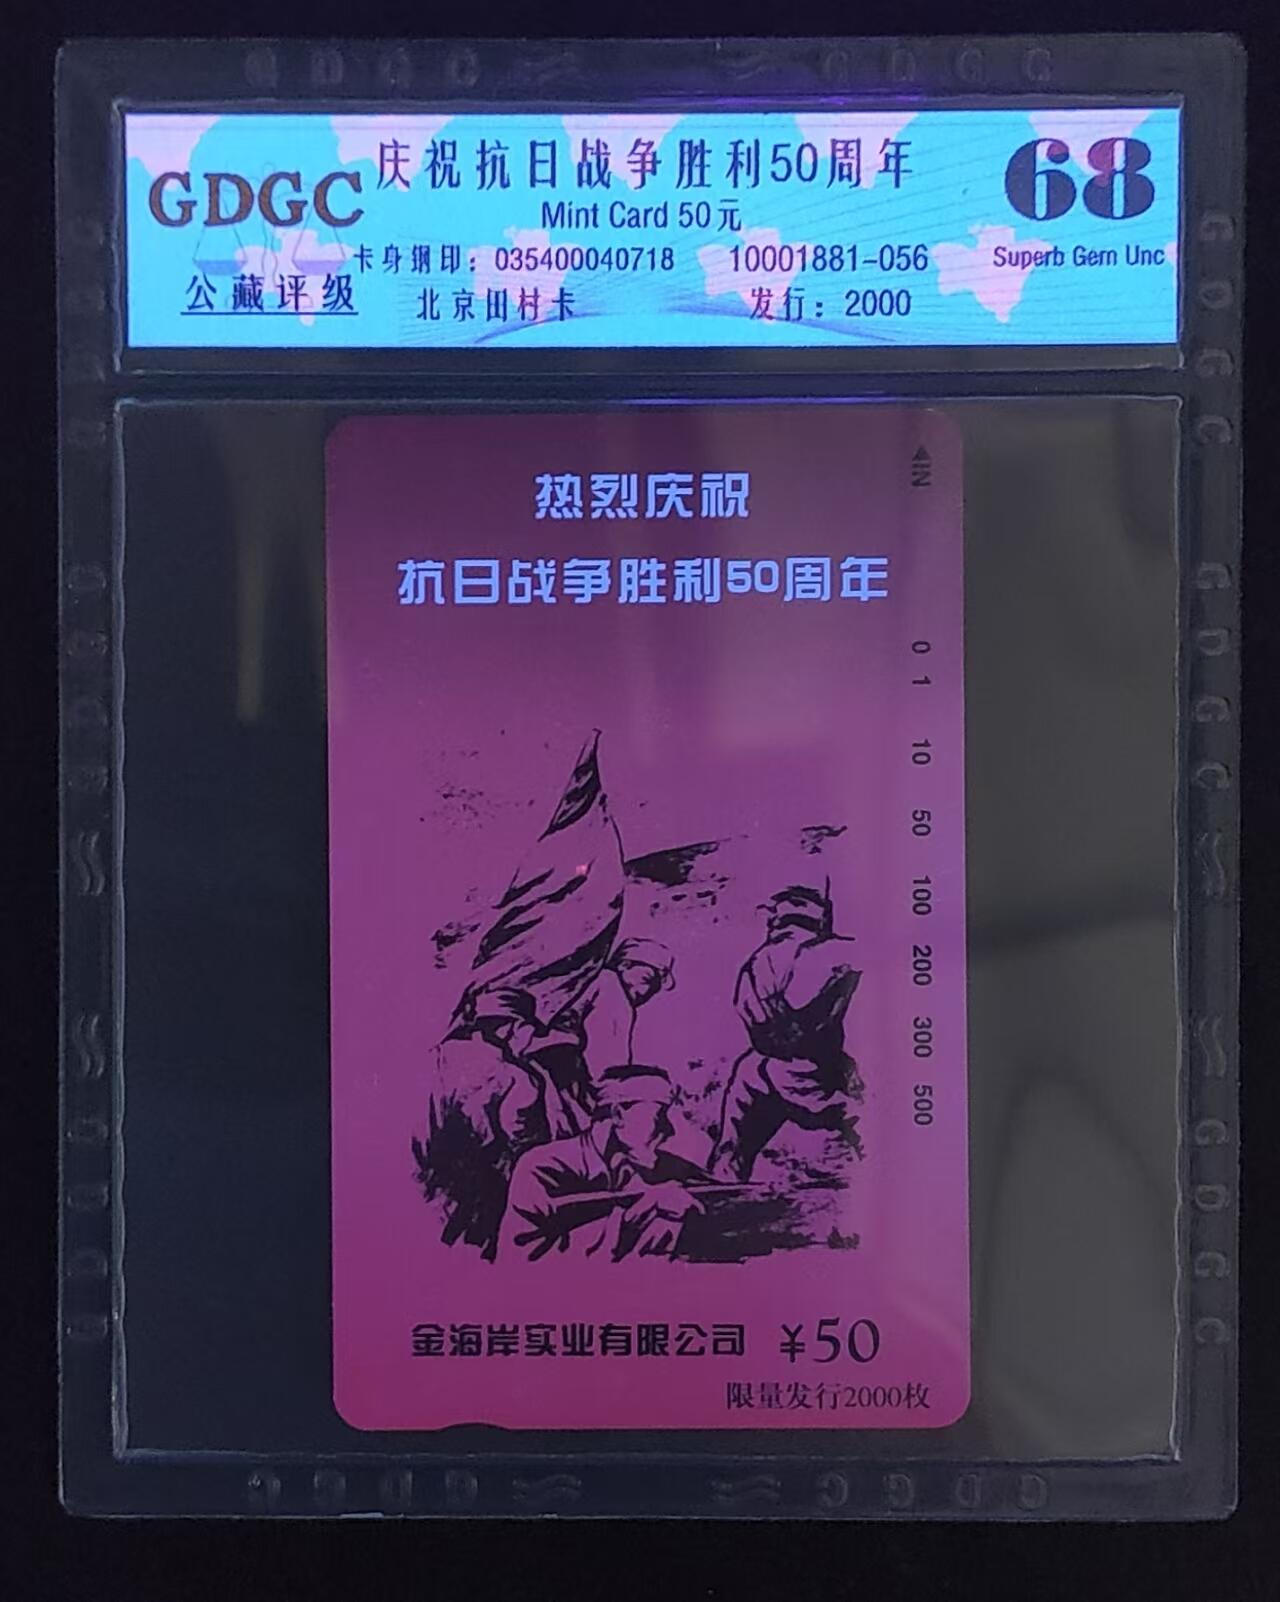 GDGC GDGC
庆祝抗日战争胜利50周年
68
GDGC
Mint Card 50元
卡身钢印：035400040718
10001881-056
Superb Gem Unc
公藏评级
北京田村卡
发行：2000
IN
热烈庆祝
抗日战争胜利50周年
0 1 10 50 100 200 300 500
金海岸实业有限公司 ¥50
限量发行2000枚